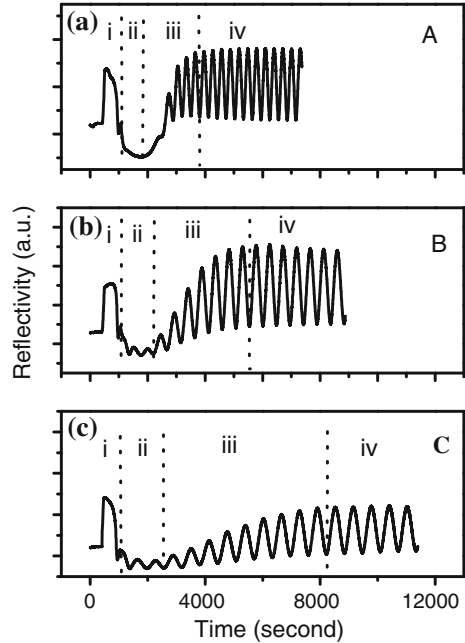 (a) i ii iii iv A
(b) i ii iii iv B
(c) i ii iii iv C
Reflectivity (a.u.)
0 4000 8000 12000
Time (second)